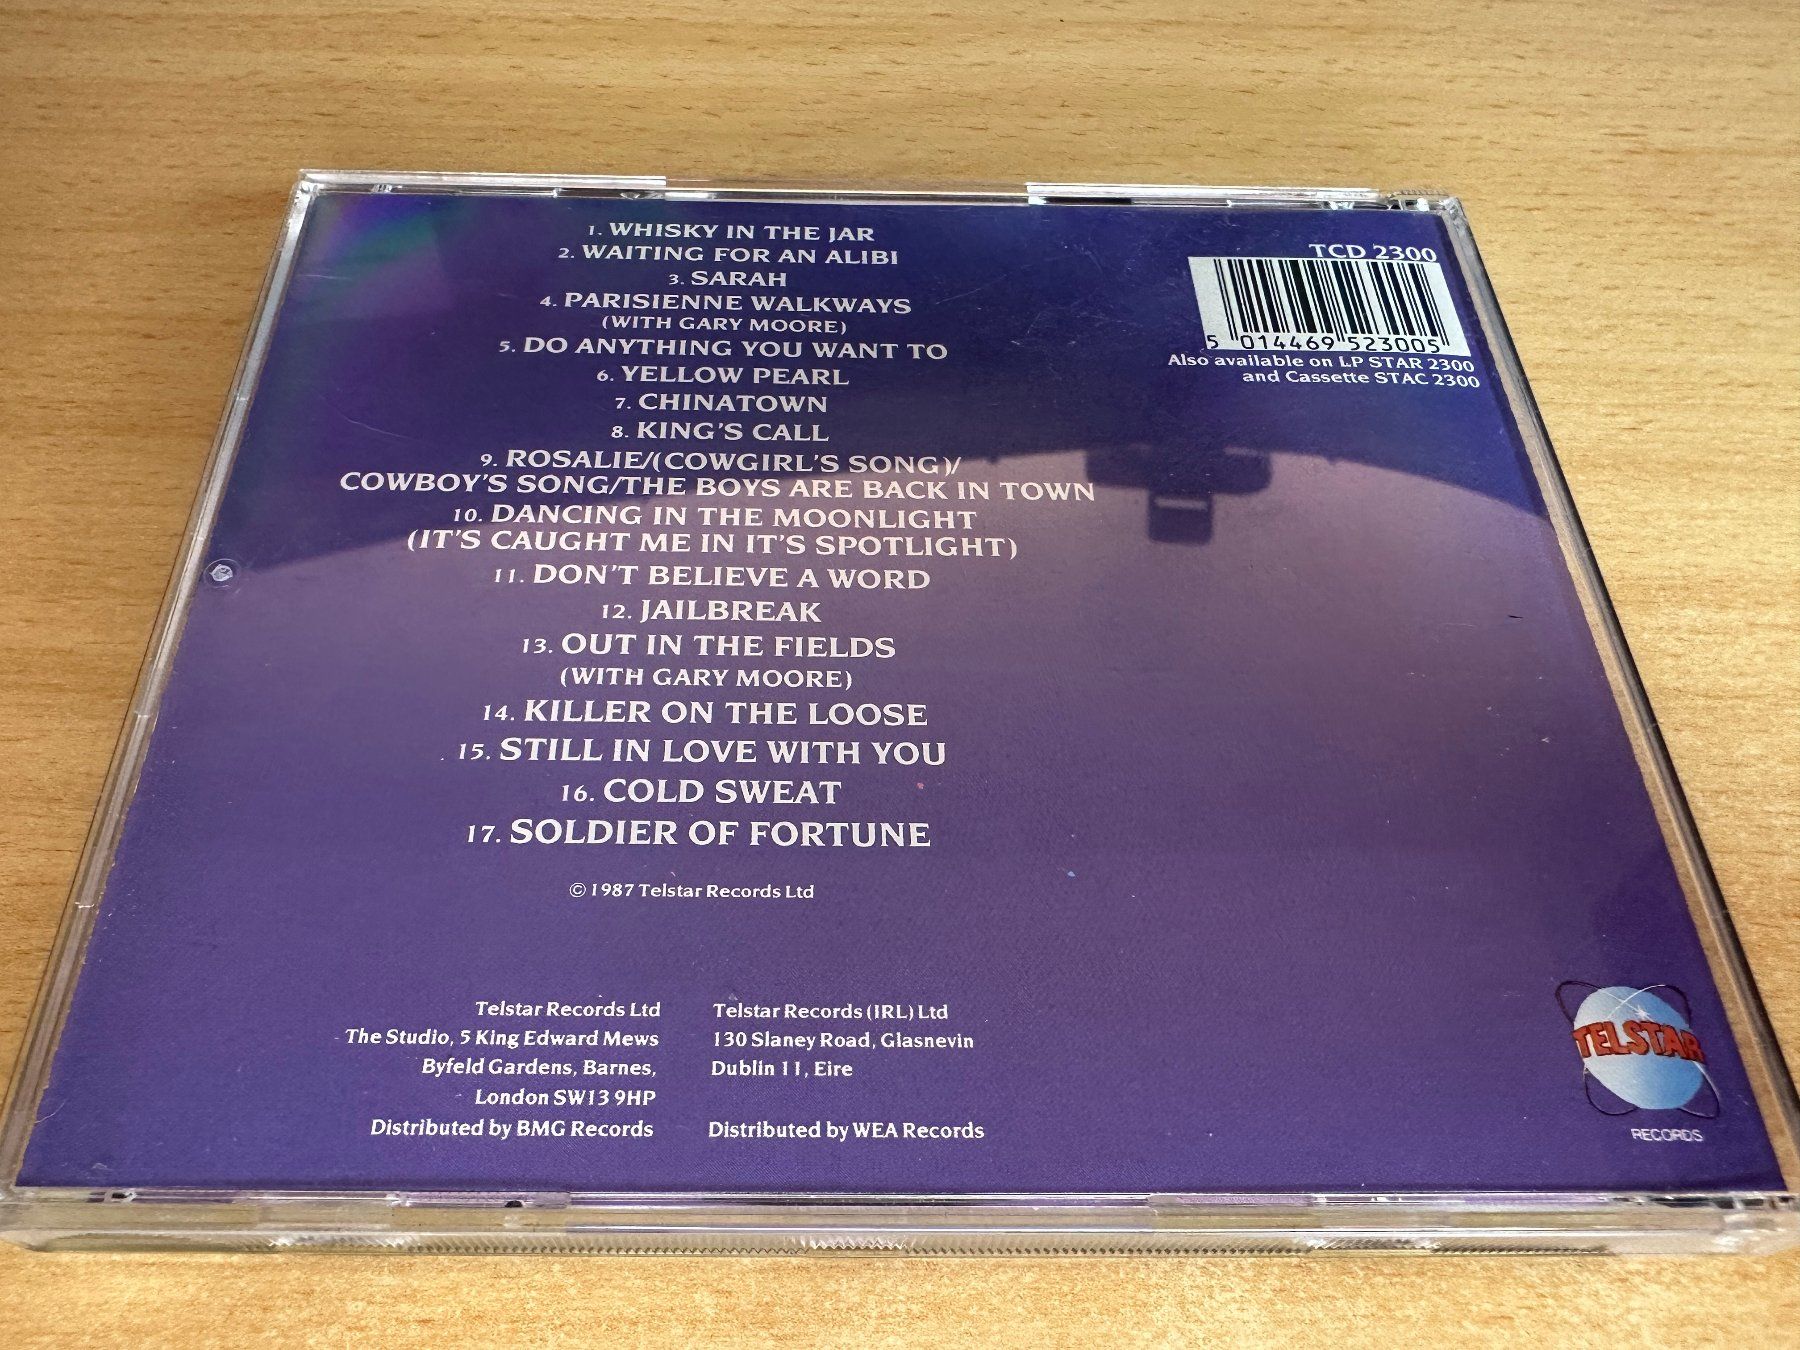 1. WHISKY IN THE JAR
2. WAITING FOR AN ALIBI
3. SARAH
4. PARISIENNE WALKWAYS
(WITH GARY MOORE)
5. DO ANYTHING YOU WANT TO
6. YELLOW PEARL
7. CHINATOWN
8. KING'S CALL
9. ROSALIE/(COWGIRL'S SONG)/
COWBOY'S SONG/THE BOYS ARE BACK IN TOWN
10. DANCING IN THE MOONLIGHT
(IT'S CAUGHT ME IN IT'S SPOTLIGHT)
11. DON'T BELIEVE A WORD
12. JAILBREAK
13. OUT IN THE FIELDS
(WITH GARY MOORE)
14. KILLER ON THE LOOSE
15. STILL IN LOVE WITH YOU
16. COLD SWEAT
17. SOLDIER OF FORTUNE
© 1987 Telstar Records Ltd
TCD 2300
5 014469 523005
Also available on LP STAR 2300
and Cassette STAC 2300
Telstar Records Ltd
The Studio, 5 King Edward Mews
Byfeld Gardens, Barnes,
London SW13 9HP
Distributed by BMG Records
Telstar Records (IRL) Ltd
130 Slaney Road, Glasnevin
Dublin 11, Eire
Distributed by WEA Records
TELSTAR
RECORDS